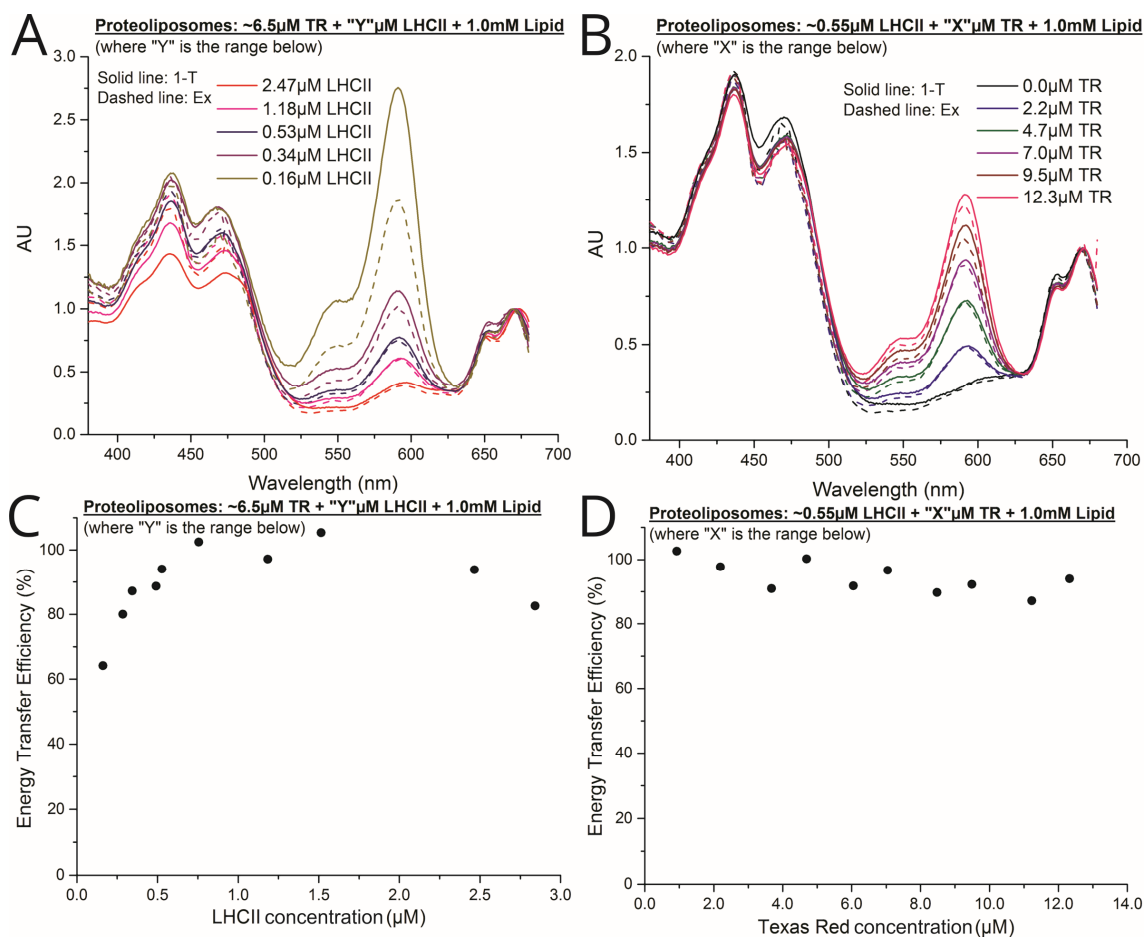 A
Proteoliposomes: ~6.5µM TR + "Y"µM LHCII + 1.0mM Lipid
(where "Y" is the range below)
Solid line: 1-T
Dashed line: Ex
2.47µM LHCII
1.18µM LHCII
0.53µM LHCII
0.34µM LHCII
0.16µM LHCII
3.0
2.5
2.0
1.5
1.0
0.5
0.0
AU
400 450 500 550 600 650 700
Wavelength (nm)
B
Proteoliposomes: ~0.55µM LHCII + "X"µM TR + 1.0mM Lipid
(where "X" is the range below)
Solid line: 1-T
Dashed line: Ex
0.0µM TR
2.2µM TR
4.7µM TR
7.0µM TR
9.5µM TR
12.3µM TR
2.0
1.5
1.0
0.5
0.0
AU
400 450 500 550 600 650 700
Wavelength (nm)
C
Proteoliposomes: ~6.5µM TR + "Y"µM LHCII + 1.0mM Lipid
(where "Y" is the range below)
100
80
60
40
20
0
Energy Transfer Efficiency (%)
0.0 0.5 1.0 1.5 2.0 2.5 3.0
LHCII concentration (µM)
D
Proteoliposomes: ~0.55µM LHCII + "X"µM TR + 1.0mM Lipid
(where "X" is the range below)
100
80
60
40
20
0
Energy Transfer Efficiency (%)
0.0 2.0 4.0 6.0 8.0 10.0 12.0 14.0
Texas Red concentration (µM)